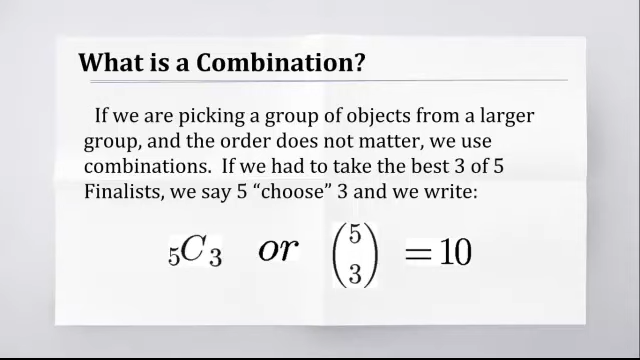 What is a Combination?
If we are picking a group of objects from a larger
group, and the order does not matter, we use
combinations. If we had to take the best 3 of 5
Finalists, we say 5 “choose” 3 and we write:
₅C₃ or (5 3) = 10